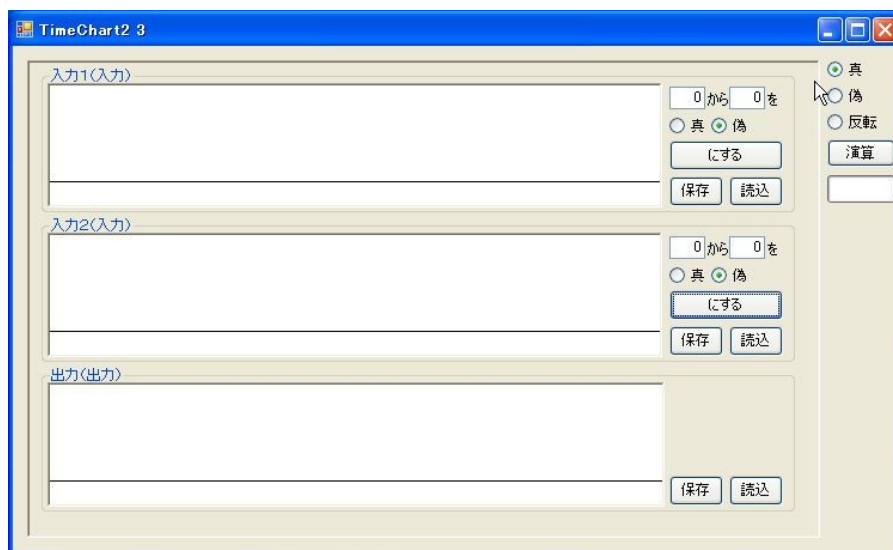 TimeChart2 3
入力1(入力)
0 から 0 を
真 偽
にする
保存 読込
入力2(入力)
0 から 0 を
真 偽
にする
保存 読込
出力(出力)
保存 読込
真
偽
反転
演算